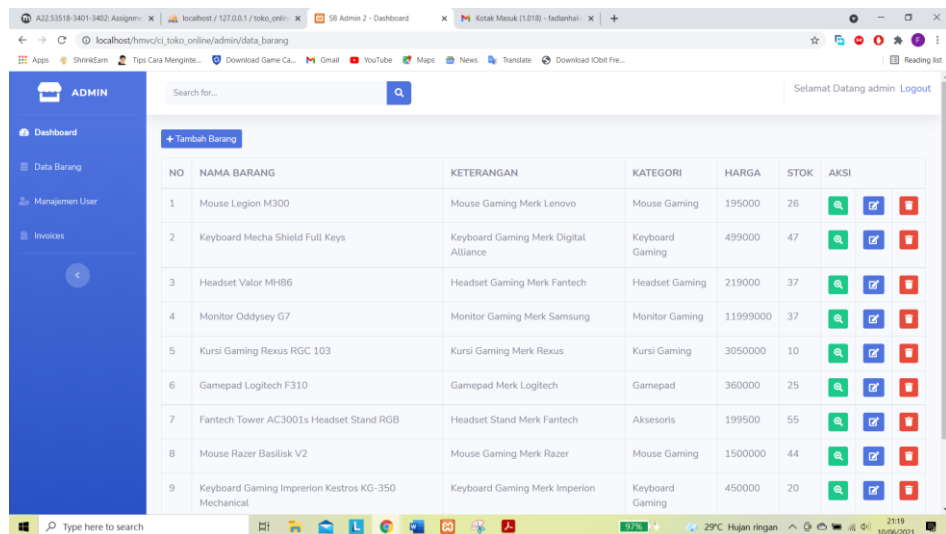 A22.53518-3401-3402: Assignme
localhost / 127.0.0.1 / toko_onlin
SB Admin 2 - Dashboard
Kotak Masuk (1.018) - fadlanhak
localhost/hmvc/ci_toko_online/admin/data_barang
Apps ShrinkEarn Tips Cara Menginte... Download Game Ca... Gmail YouTube Maps News Translate Download IObit Fre... Reading list
ADMIN
Search for...
Selamat Datang admin Logout
Dashboard
Data Barang
Manajemen User
Invoices
+ Tambah Barang
NO NAMA BARANG KETERANGAN KATEGORI HARGA STOK AKSI
1 Mouse Legion M300 Mouse Gaming Merk Lenovo Mouse Gaming 195000 26
2 Keyboard Mecha Shield Full Keys Keyboard Gaming Merk Digital Keyboard 499000 47
Alliance Gaming
3 Headset Valor MH86 Headset Gaming Merk Fantech Headset Gaming 219000 37
4 Monitor Oddysey G7 Monitor Gaming Merk Samsung Monitor Gaming 11999000 37
5 Kursi Gaming Rexus RGC 103 Kursi Gaming Merk Rexus Kursi Gaming 3050000 10
6 Gamepad Logitech F310 Gamepad Merk Logitech Gamepad 360000 25
7 Fantech Tower AC3001s Headset Stand RGB Headset Stand Merk Fantech Aksesoris 199500 55
8 Mouse Razer Basilisk V2 Mouse Gaming Merk Razer Mouse Gaming 1500000 44
9 Keyboard Gaming Imprerion Kestros KG-350 Keyboard Gaming Merk Imperion Keyboard 450000 20
Mechanical Gaming
Type here to search
97%
29°C Hujan ringan
21:19
10/06/2021